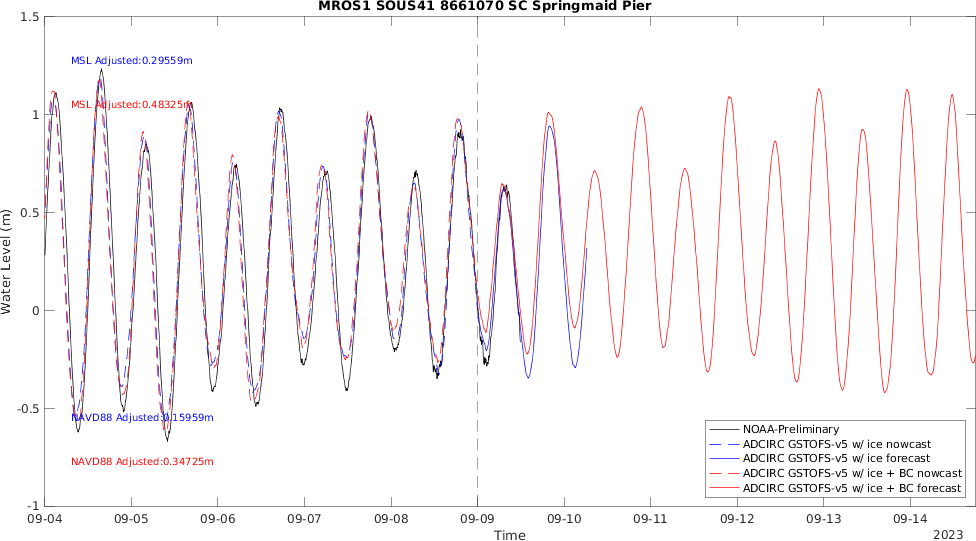 MROS1 SOUS41 8661070 SC Springmaid Pier
1.5
1
0.5
0
-0.5
-1
Water Level (m)
MSL Adjusted:0.29559m
MSL Adjusted:0.48325m
NAVD88 Adjusted:0.15959m
NAVD88 Adjusted:0.34725m
NOAA-Preliminary
ADCIRC GSTOFS-v5 w/ ice nowcast
ADCIRC GSTOFS-v5 w/ ice forecast
ADCIRC GSTOFS-v5 w/ ice + BC nowcast
ADCIRC GSTOFS-v5 w/ ice + BC forecast
09-04 09-05 09-06 09-07 09-08 09-09 09-10 09-11 09-12 09-13 09-14
Time
2023